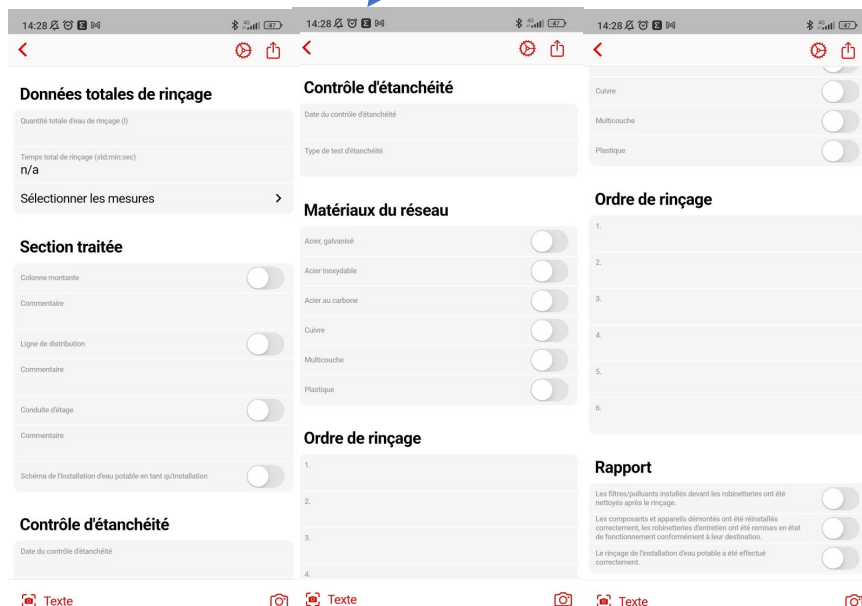 14:28
4G
47
Données totales de rinçage
Quantité totale d'eau de rinçage (l)
Temps total de rinçage (std:min:sec)
n/a
Sélectionner les mesures
Section traitée
Colonne montante
Commentaire
Ligne de distribution
Commentaire
Conduite d'étage
Commentaire
Schéma de l'installation d'eau potable en tant qu'installation
Contrôle d'étanchéité
Date du contrôle d'étanchéité
Texte
14:28
4G
47
Contrôle d'étanchéité
Date du contrôle d'étanchéité
Type de test d'étanchéité
Matériaux du réseau
Acier, galvanisé
Acier inoxydable
Acier au carbone
Cuivre
Multicouche
Plastique
Ordre de rinçage
1.
2.
3.
4.
Texte
14:28
4G
47
Cuivre
Multicouche
Plastique
Ordre de rinçage
1.
2.
3.
4.
5.
6.
Rapport
Les filtres/polluants installés devant les robinetteries ont été
nettoyés après le rinçage.
Les composants et appareils démontés ont été réinstallés
correctement, les robinetteries d'entretien ont été remises en état
de fonctionnement conformément à leur destination.
Le rinçage de l'installation d'eau potable a été effectué
correctement.
Texte